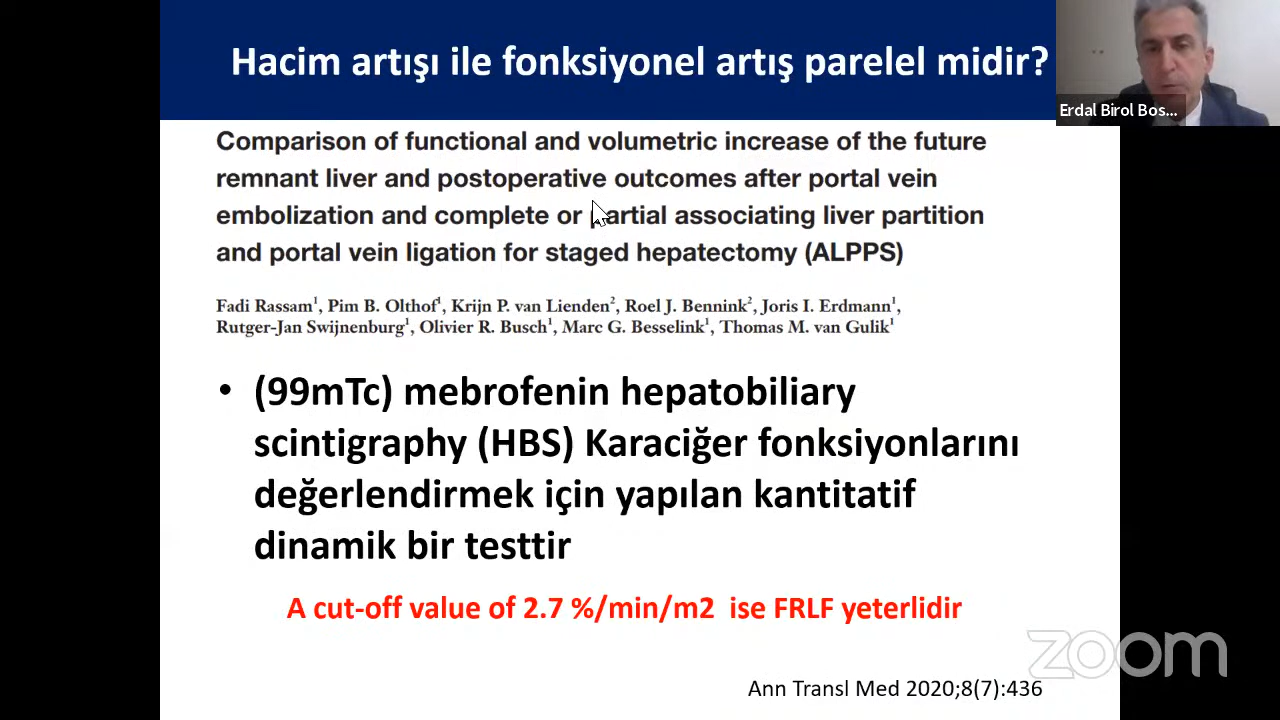 Hacim artışı ile fonksiyonel artış parelel midir?
Erdal Birol Bos...
Comparison of functional and volumetric increase of the future
remnant liver and postoperative outcomes after portal vein
embolization and complete or partial associating liver partition
and portal vein ligation for staged hepatectomy (ALPPS)
Fadi Rassam¹, Pim B. Olthof¹, Krijn P. van Lienden², Roel J. Bennink², Joris I. Erdmann¹,
Rutger-Jan Swijnenburg¹, Olivier R. Busch¹, Marc G. Besselink¹, Thomas M. van Gulik¹
• (99mTc) mebrofenin hepatobiliary
scintigraphy (HBS) Karaciğer fonksiyonlarını
değerlendirmek için yapılan kantitatif
dinamik bir testtir
A cut-off value of 2.7 %/min/m2 ise FRLF yeterlidir
zoom
Ann Transl Med 2020;8(7):436